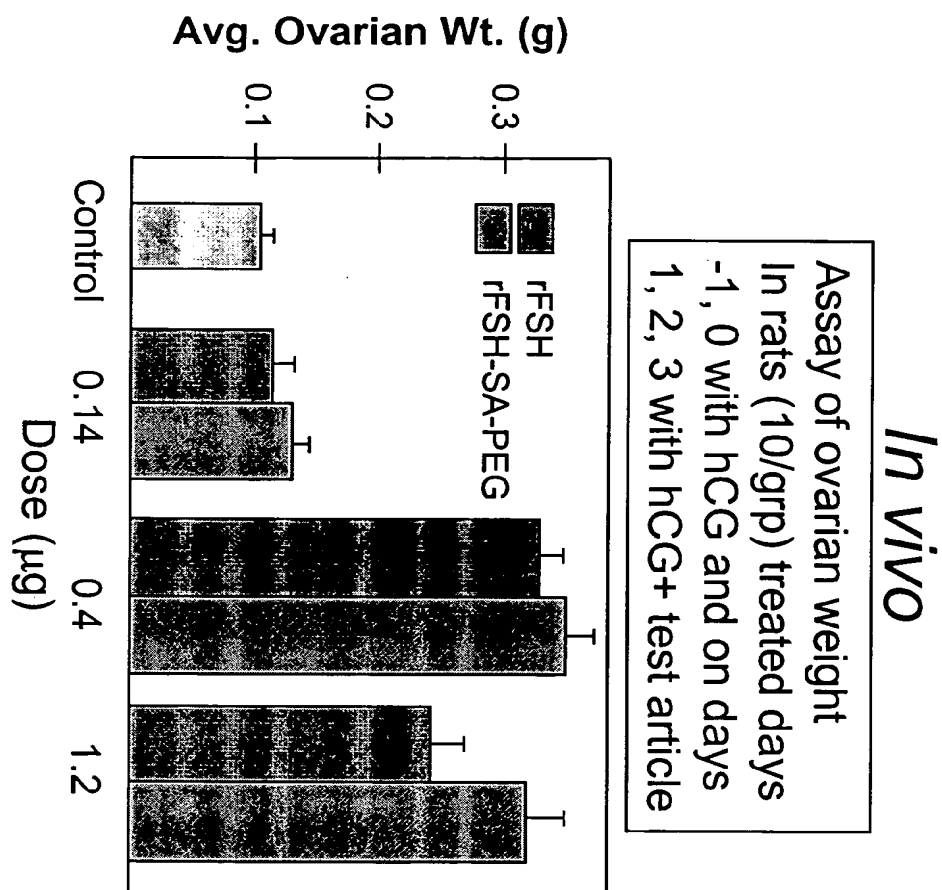 In vivo
Assay of ovarian weight
In rats (10/grp) treated days
-1, 0 with hCG and on days
1, 2, 3 with hCG+ test article
Avg. Ovarian Wt. (g)
0.3
0.2
0.1
rFSH
rFSH-SA-PEG
Control
0.14
0.4
1.2
Dose (μg)